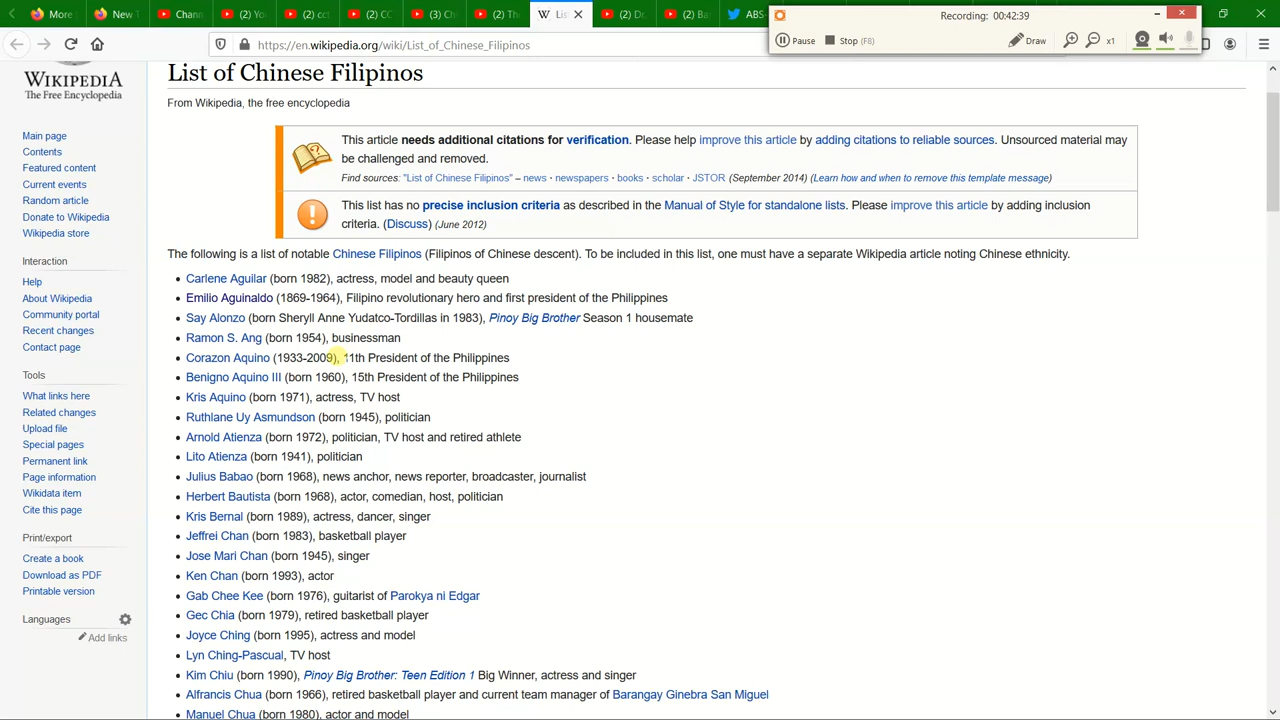 More
New T
Chann
(2) Yo
(2) cct
(2) CC
(3) Che
(2) The
W Lis
(2) Dr
(2) Ba
ABS-
Recording: 00:42:39
Pause
Stop (F8)
Draw
x1
https://en.wikipedia.org/wiki/List_of_Chinese_Filipinos
WIKIPEDIA
The Free Encyclopedia
Main page
Contents
Featured content
Current events
Random article
Donate to Wikipedia
Wikipedia store
Interaction
Help
About Wikipedia
Community portal
Recent changes
Contact page
Tools
What links here
Related changes
Upload file
Special pages
Permanent link
Page information
Wikidata item
Cite this page
Print/export
Create a book
Download as PDF
Printable version
Languages
Add links
List of Chinese Filipinos
From Wikipedia, the free encyclopedia
This article needs additional citations for verification. Please help improve this article by adding citations to reliable sources. Unsourced material may
be challenged and removed.
Find sources: "List of Chinese Filipinos" – news · newspapers · books · scholar · JSTOR (September 2014) (Learn how and when to remove this template message)
This list has no precise inclusion criteria as described in the Manual of Style for standalone lists. Please improve this article by adding inclusion
criteria. (Discuss) (June 2012)
The following is a list of notable Chinese Filipinos (Filipinos of Chinese descent). To be included in this list, one must have a separate Wikipedia article noting Chinese ethnicity.
• Carlene Aguilar (born 1982), actress, model and beauty queen
• Emilio Aguinaldo (1869-1964), Filipino revolutionary hero and first president of the Philippines
• Say Alonzo (born Sheryll Anne Yudatco-Tordillas in 1983), Pinoy Big Brother Season 1 housemate
• Ramon S. Ang (born 1954), businessman
• Corazon Aquino (1933-2009), 11th President of the Philippines
• Benigno Aquino III (born 1960), 15th President of the Philippines
• Kris Aquino (born 1971), actress, TV host
• Ruthlane Uy Asmundson (born 1945), politician
• Arnold Atienza (born 1972), politician, TV host and retired athlete
• Lito Atienza (born 1941), politician
• Julius Babao (born 1968), news anchor, news reporter, broadcaster, journalist
• Herbert Bautista (born 1968), actor, comedian, host, politician
• Kris Bernal (born 1989), actress, dancer, singer
• Jeffrei Chan (born 1983), basketball player
• Jose Mari Chan (born 1945), singer
• Ken Chan (born 1993), actor
• Gab Chee Kee (born 1976), guitarist of Parokya ni Edgar
• Gec Chia (born 1979), retired basketball player
• Joyce Ching (born 1995), actress and model
• Lyn Ching-Pascual, TV host
• Kim Chiu (born 1990), Pinoy Big Brother: Teen Edition 1 Big Winner, actress and singer
• Alfrancis Chua (born 1966), retired basketball player and current team manager of Barangay Ginebra San Miguel
• Manuel Chua (born 1980), actor and model